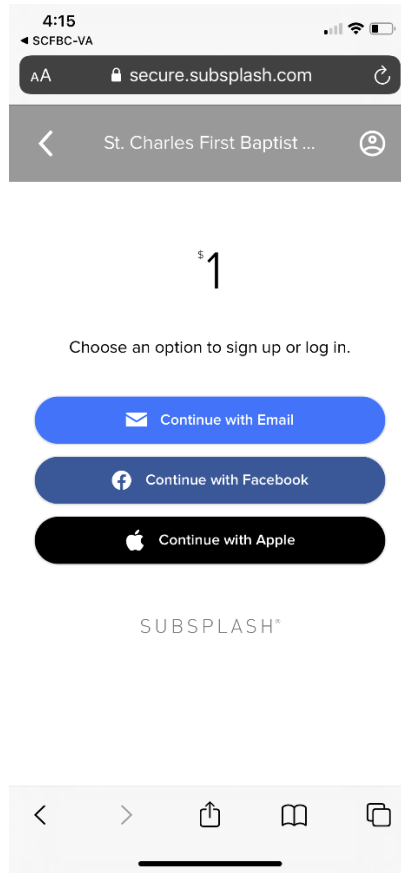 4:15
◀ SCFBC-VA
AA secure.subsplash.com
St. Charles First Baptist ...
$1
Choose an option to sign up or log in.
Continue with Email
Continue with Facebook
Continue with Apple
SUBSPLASH®